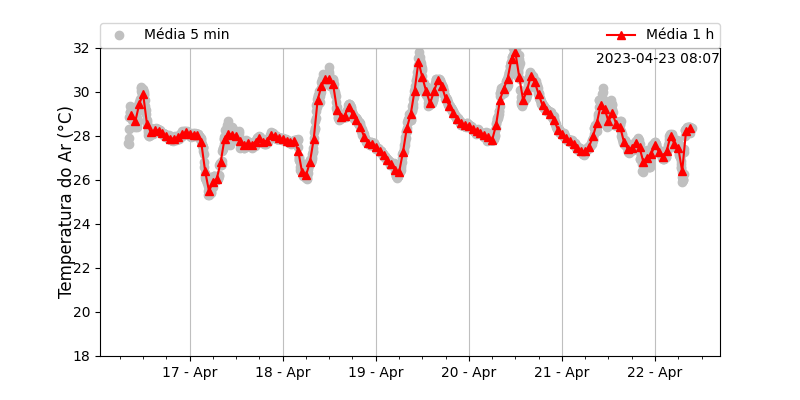 Média 5 min
Média 1 h
2023-04-23 08:07
Temperatura do Ar (°C)
32
30
28
26
24
22
20
18
17 - Apr
18 - Apr
19 - Apr
20 - Apr
21 - Apr
22 - Apr